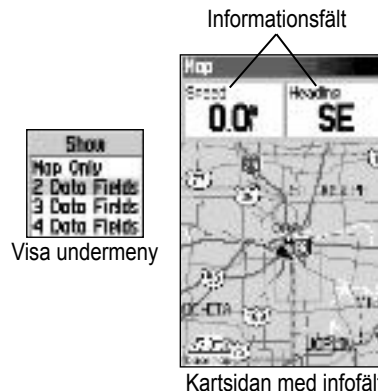 Informationsfält
Map
Speed
Heading
0.0
SE
Show
Map Only
2 Data Fields
3 Data Fields
4 Data Fields
Visa undermeny
JOPLIN
Kartsidan med infofält